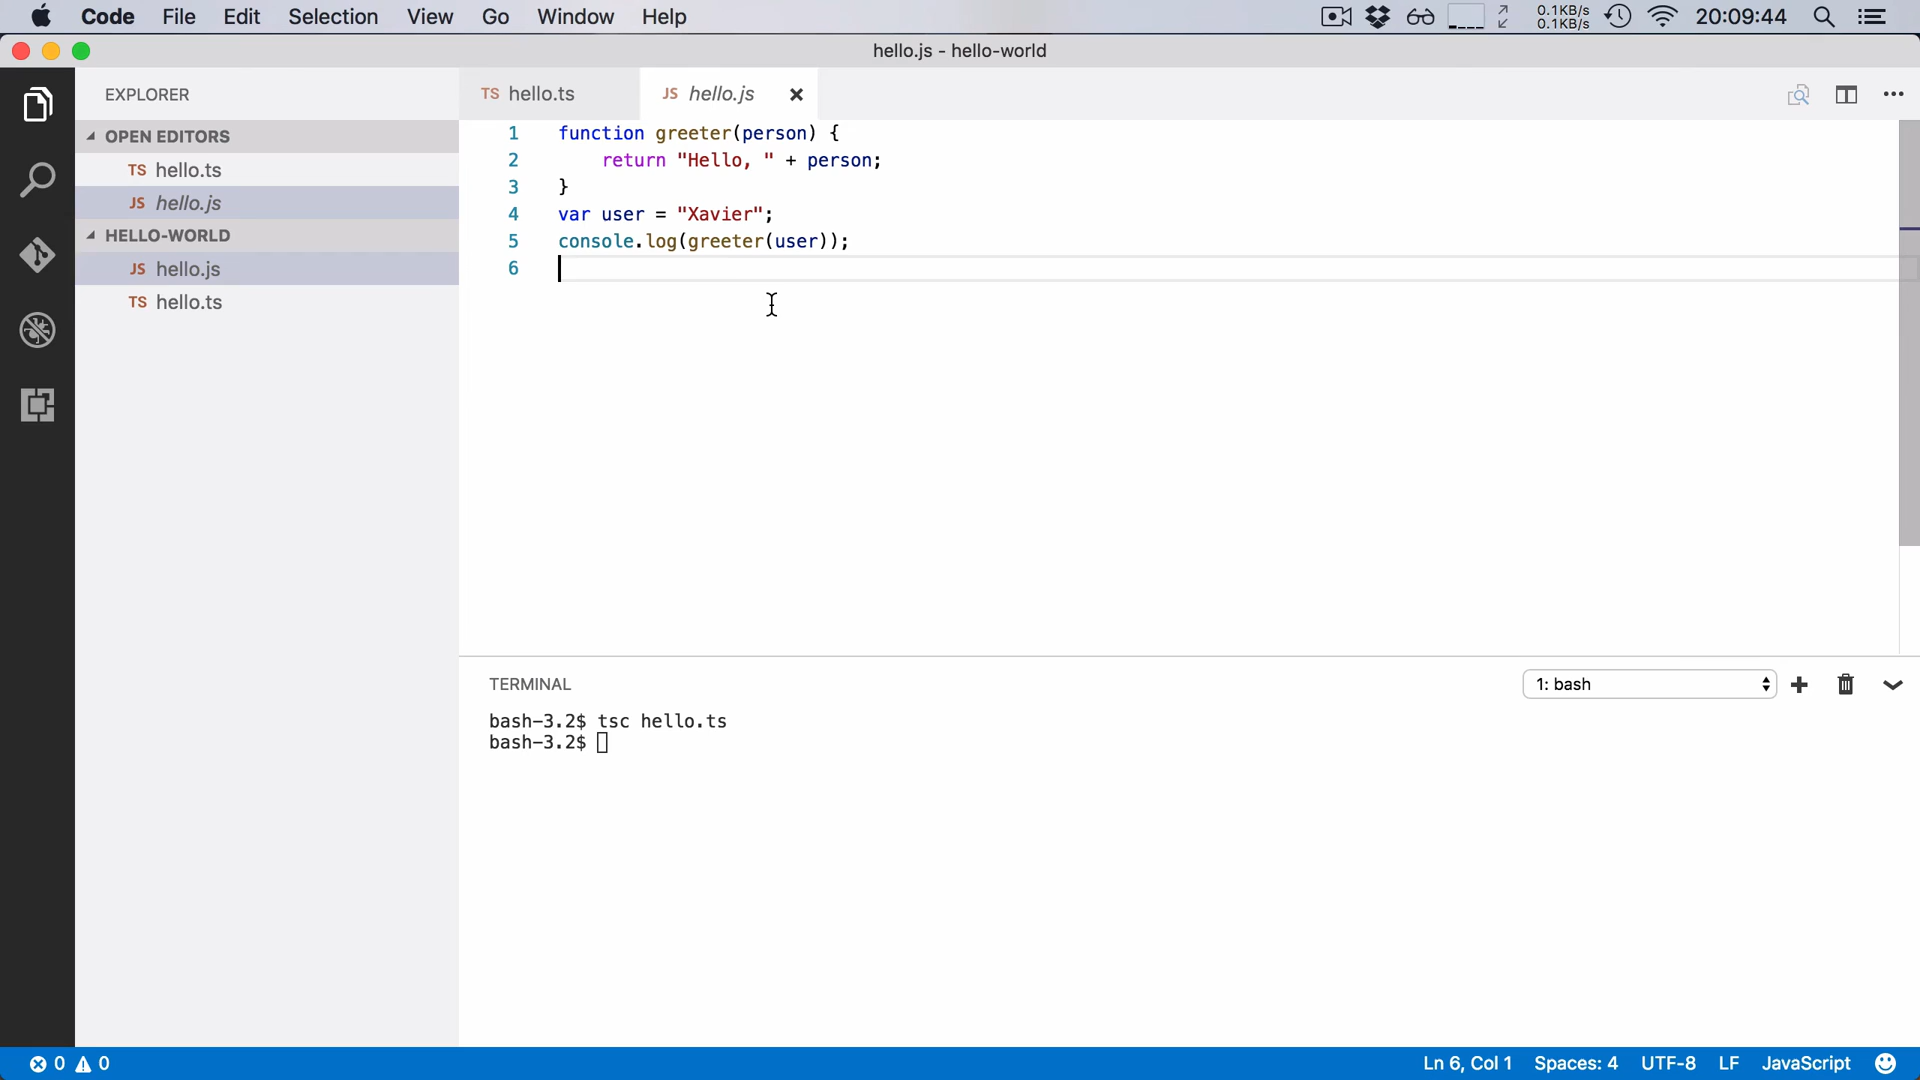 Code File Edit Selection View Go Window Help 0.1KB/s 0.1KB/s 20:09:44
hello.js - hello-world
EXPLORER
OPEN EDITORS
TS hello.ts
JS hello.js
HELLO-WORLD
JS hello.js
TS hello.ts
TS hello.ts JS hello.js
1 function greeter(person) {
2 return "Hello, " + person;
3 }
4 var user = "Xavier";
5 console.log(greeter(user));
6
TERMINAL 1: bash
bash-3.2$ tsc hello.ts
bash-3.2$
0 0 Ln 6, Col 1 Spaces: 4 UTF-8 LF JavaScript